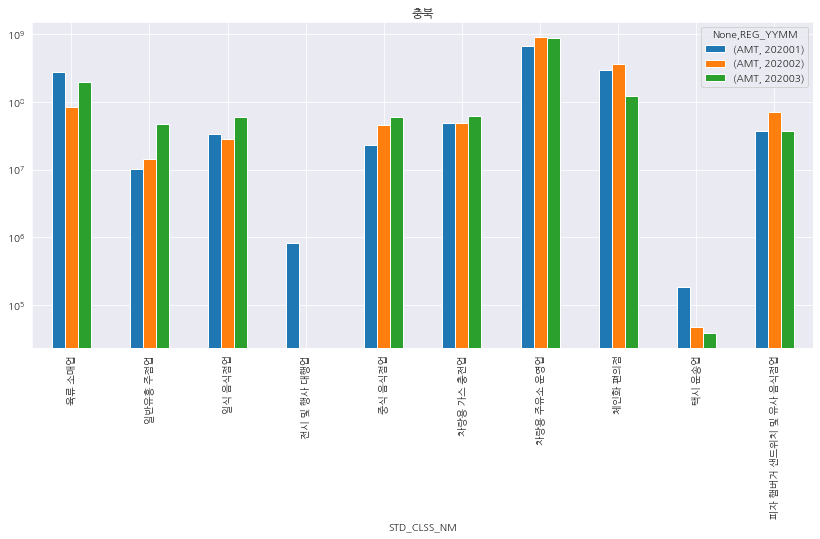 충북
None,REG_YYMM
(AMT, 202001)
(AMT, 202002)
(AMT, 202003)
10⁹
10⁸
10⁷
10⁶
10⁵
육류 소매업
일반유흥 주점업
일식 음식점업
전시 및 행사 대행업
중식 음식점업
차량용 가스 충전업
차량용 주유소 운영업
체인화 편의점
택시 운송업
피자 햄버거 샌드위치 및 유사 음식점업
STD_CLSS_NM